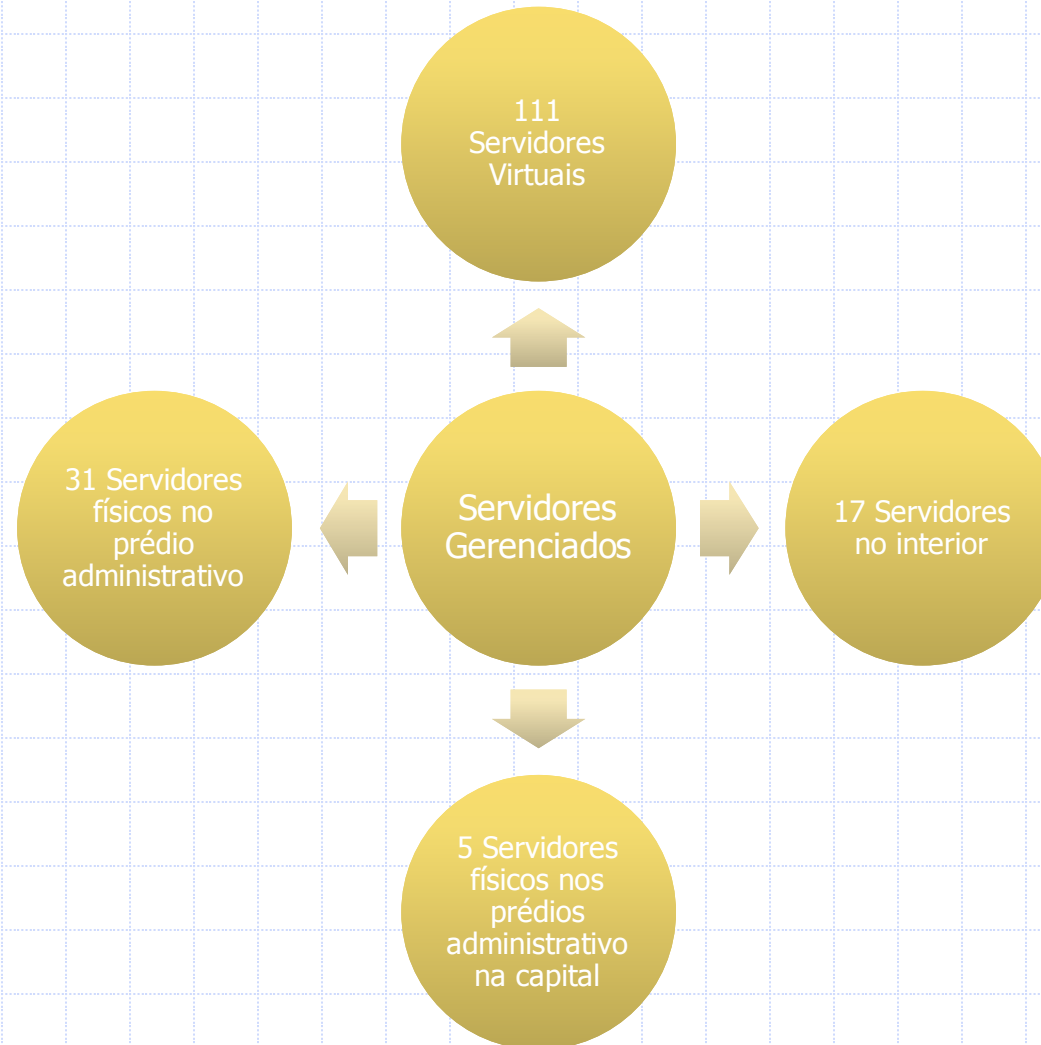 111
Servidores
Virtuais
31 Servidores
físicos no
prédio
administrativo
Servidores
Gerenciados
17 Servidores
no interior
5 Servidores
físicos nos
prédios
administrativo
na capital